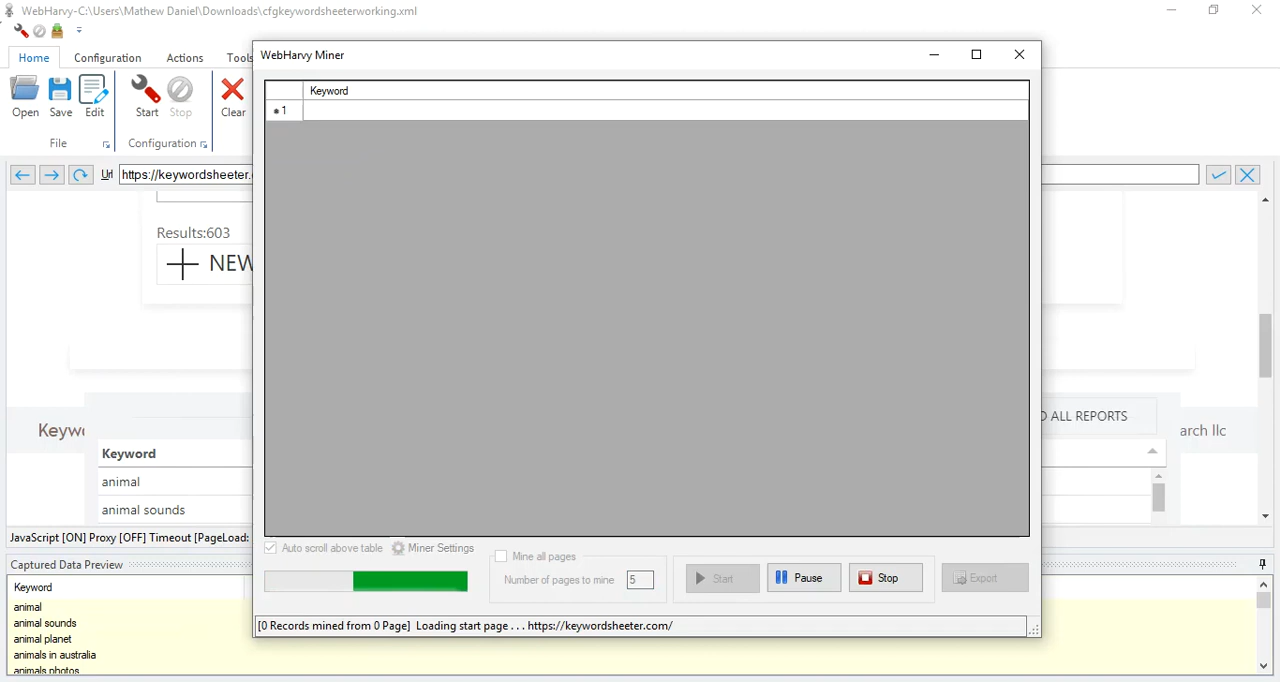 WebHarvy-C:\Users\Mathew Daniel\Downloads\cfgkeywordsheeterworking.xml
Home Configuration Actions Tools
Open Save Edit Start Stop Clear
File Configuration
Url https://keywordsheeter.
Results:603
NEW
D ALL REPORTS
Keyw arch llc
Keyword
animal
animal sounds
JavaScript [ON] Proxy [OFF] Timeout [PageLoad:
Captured Data Preview
Keyword
animal
animal sounds
animal planet
animals in australia
animals photos
WebHarvy Miner
Keyword
1
Auto scroll above table Miner Settings
Mine all pages
Number of pages to mine 5
Start Pause Stop Export
[0 Records mined from 0 Page] Loading start page . . . https://keywordsheeter.com/